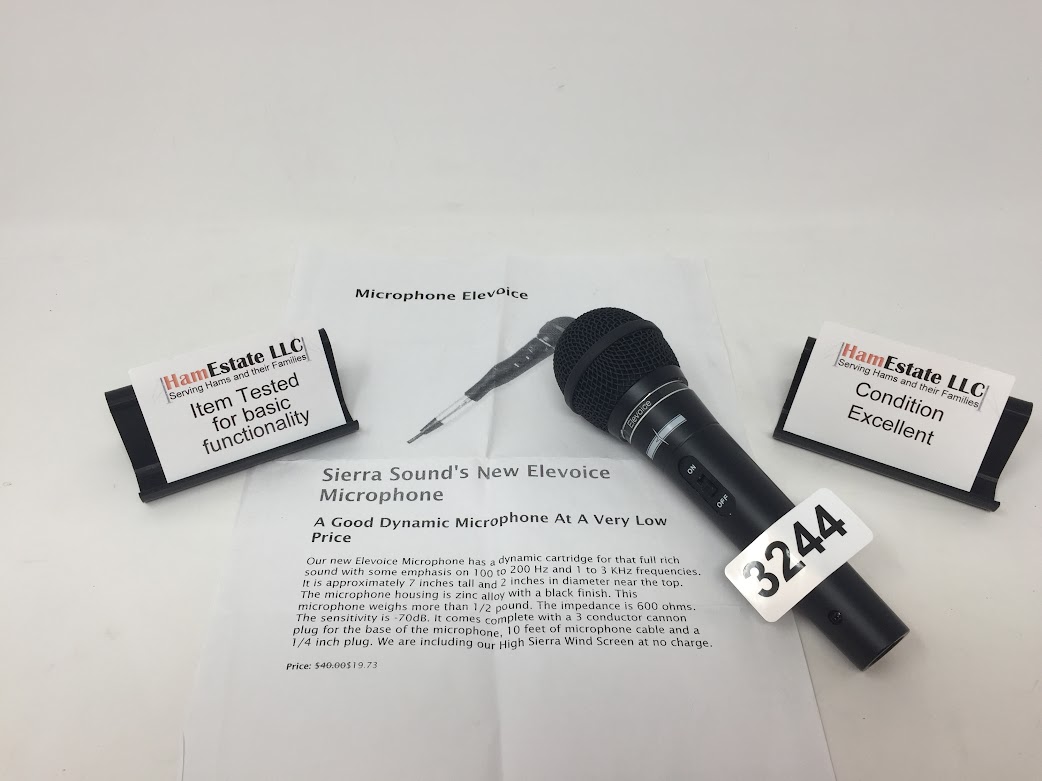 Microphone Elevoice
HamEstate LLC
Serving Hams and their Families
Item Tested
for basic
functionality
HamEstate LLC
Serving Hams and their Families
Condition
Excellent
Elevoice
ON
OFF
3244
Sierra Sound's New Elevoice
Microphone
A Good Dynamic Microphone At A Very Low
Price
Our new Elevoice Microphone has a dynamic cartridge for that full rich
sound with some emphasis on 100 to 200 Hz and 1 to 3 KHz frequencies.
It is approximately 7 inches tall and 2 inches in diameter near the top.
The microphone housing is zinc alloy with a black finish. This
microphone weighs more than 1/2 pound. The impedance is 600 ohms.
The sensitivity is -70dB. It comes complete with a 3 conductor cannon
plug for the base of the microphone, 10 feet of microphone cable and a
1/4 inch plug. We are including our High Sierra Wind Screen at no charge.
Price: $40.00$19.73